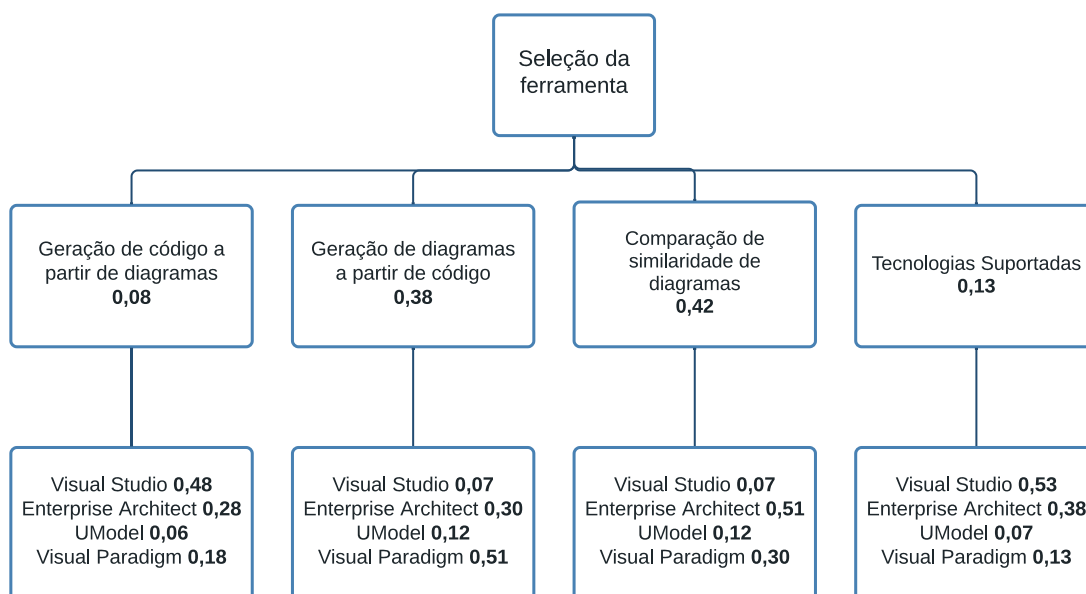 Seleção da
ferramenta
Geração de código a
partir de diagramas
0,08
Geração de diagramas
a partir de código
0,38
Comparação de
similaridade de
diagramas
0,42
Tecnologias Suportadas
0,13
Visual Studio 0,48
Enterprise Architect 0,28
UModel 0,06
Visual Paradigm 0,18
Visual Studio 0,07
Enterprise Architect 0,30
UModel 0,12
Visual Paradigm 0,51
Visual Studio 0,07
Enterprise Architect 0,51
UModel 0,12
Visual Paradigm 0,30
Visual Studio 0,53
Enterprise Architect 0,38
UModel 0,07
Visual Paradigm 0,13